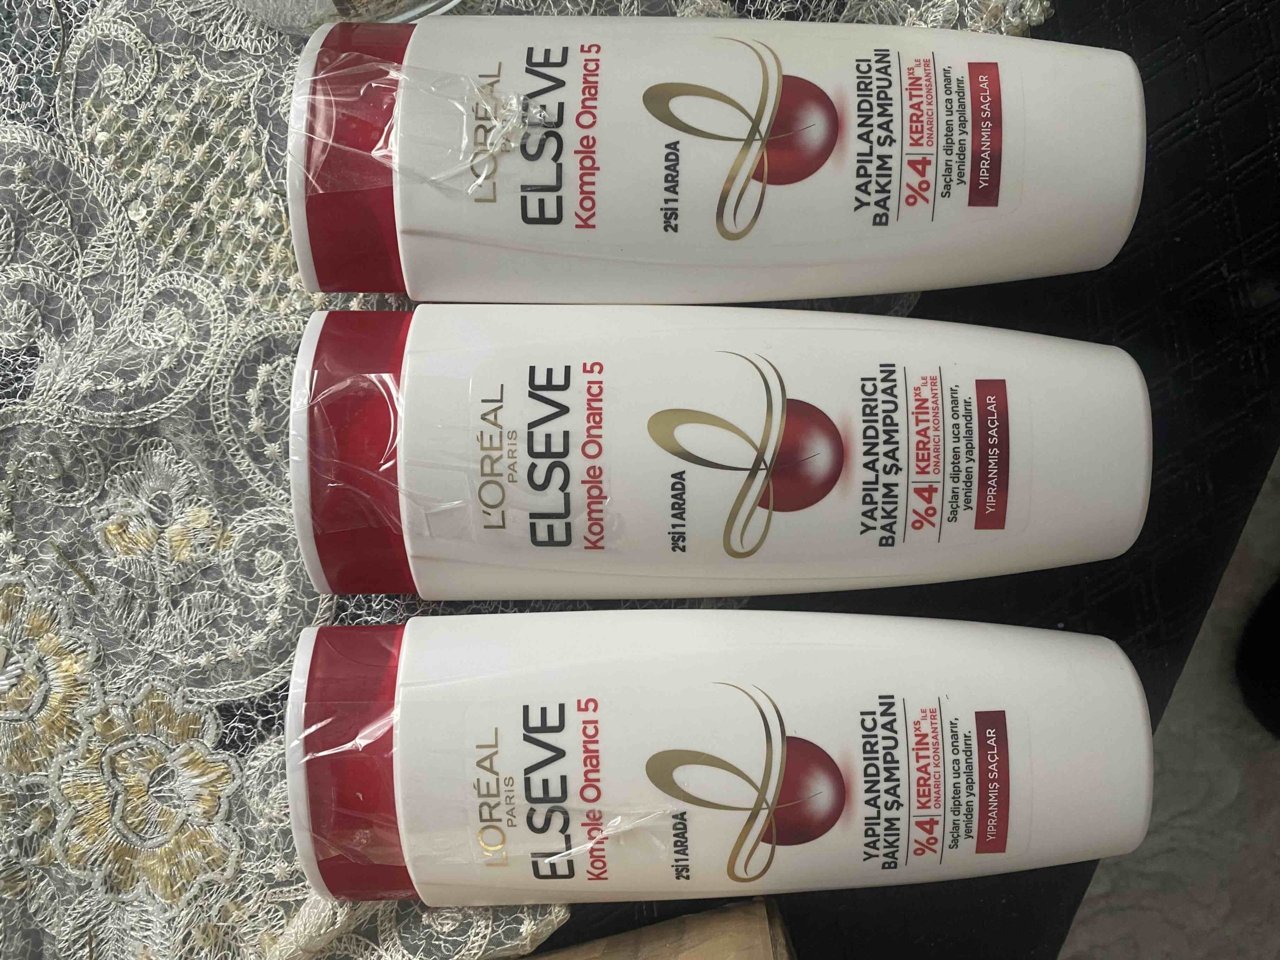 L'ORÉAL
PARIS
ELSEVE
Komple Onarıcı 5
2'Sİ 1 ARADA
YAPILANDIRICI
BAKIM ŞAMPUANI
%4 KERATİNxs İLE
ONARICI KONSANTRE
Saçları dipten uca onarır,
yeniden yapılandırır.
YIPRANMIŞ SAÇLAR
L'ORÉAL
PARIS
ELSEVE
Komple Onarıcı 5
2'Sİ 1 ARADA
YAPILANDIRICI
BAKIM ŞAMPUANI
%4 KERATİNxs İLE
ONARICI KONSANTRE
Saçları dipten uca onarır,
yeniden yapılandırır.
YIPRANMIŞ SAÇLAR
L'ORÉAL
PARIS
ELSEVE
Komple Onarıcı 5
2'Sİ 1 ARADA
YAPILANDIRICI
BAKIM ŞAMPUANI
%4 KERATİNxs İLE
ONARICI KONSANTRE
Saçları dipten uca onarır,
yeniden yapılandırır.
YIPRANMIŞ SAÇLAR